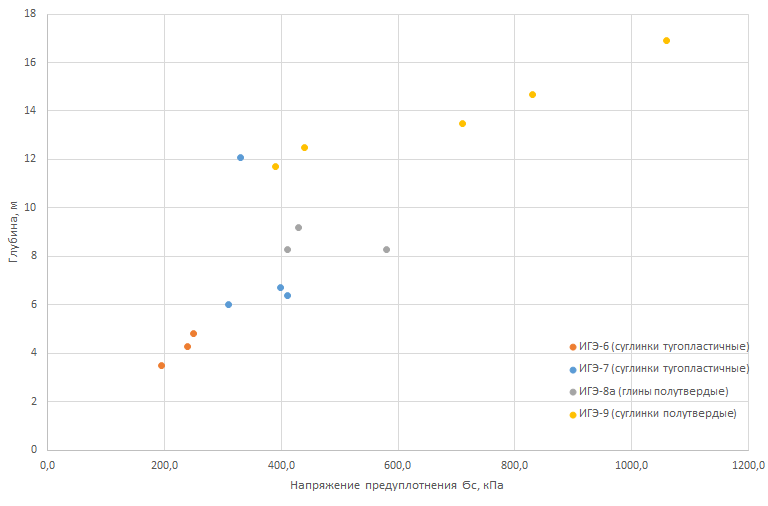 18
16
14
12
10
8
6
4
2
0
Глубина, м
0,0 200,0 400,0 600,0 800,0 1000,0 1200,0
Напряжение предуплотнения Ϭс, кПа
ИГЭ-6 (суглинки тугопластичные)
ИГЭ-7 (суглинки тугопластичные)
ИГЭ-8а (глины полутвердые)
ИГЭ-9 (суглинки полутвердые)